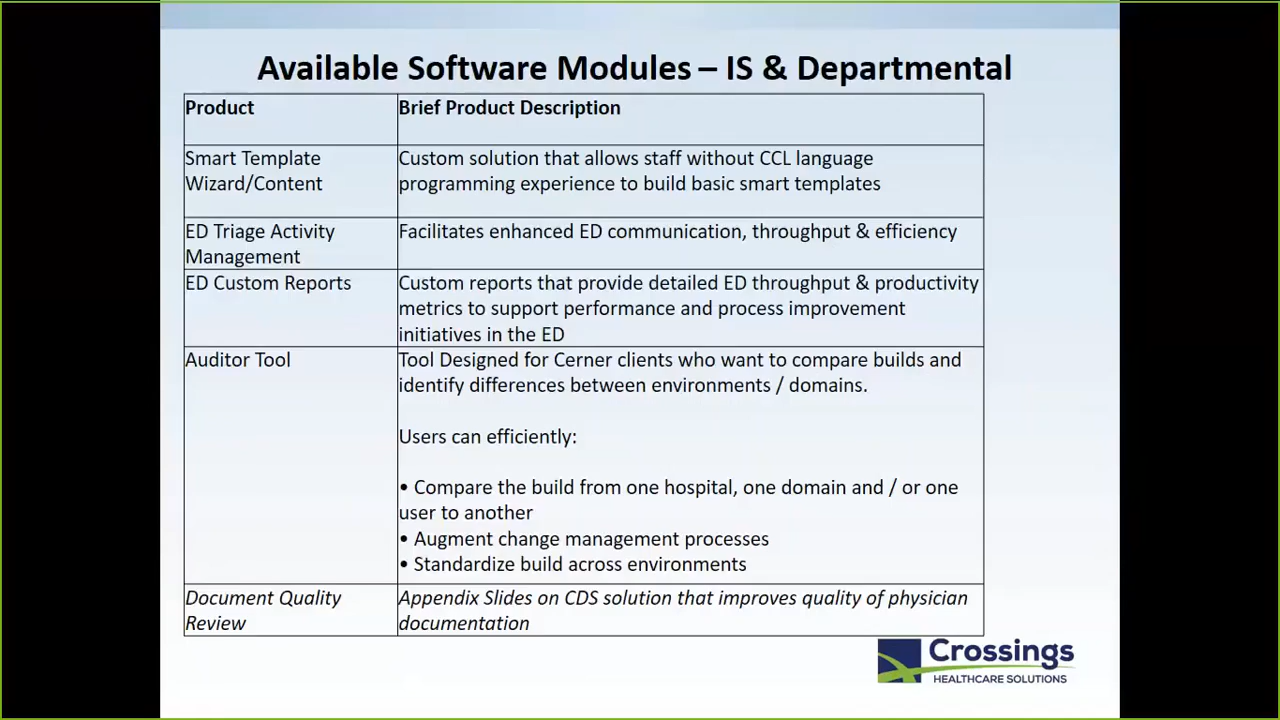 Available Software Modules – IS & Departmental
Product
Brief Product Description
Smart Template
Wizard/Content
Custom solution that allows staff without CCL language
programming experience to build basic smart templates
ED Triage Activity
Management
Facilitates enhanced ED communication, throughput & efficiency
ED Custom Reports
Custom reports that provide detailed ED throughput & productivity
metrics to support performance and process improvement
initiatives in the ED
Auditor Tool
Tool Designed for Cerner clients who want to compare builds and
identify differences between environments / domains.
Users can efficiently:
• Compare the build from one hospital, one domain and / or one
user to another
• Augment change management processes
• Standardize build across environments
Document Quality
Review
Appendix Slides on CDS solution that improves quality of physician
documentation
Crossings
HEALTHCARE SOLUTIONS